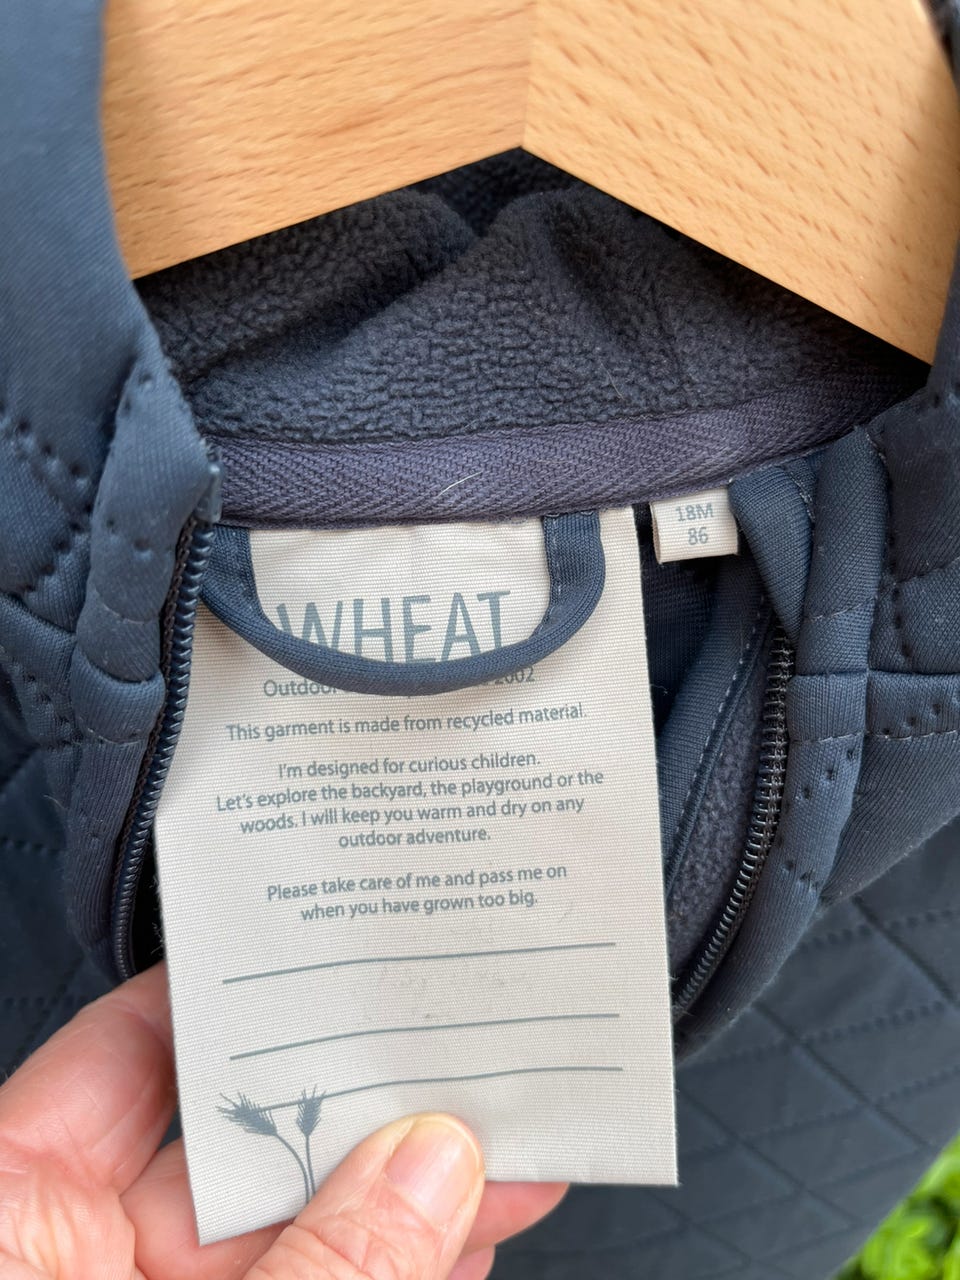 18M
86
WHEAT
This garment is made from recycled material.
I'm designed for curious children.
Let's explore the backyard, the playground or the
woods. I will keep you warm and dry on any
outdoor adventure.
Please take care of me and pass me on
when you have grown too big.